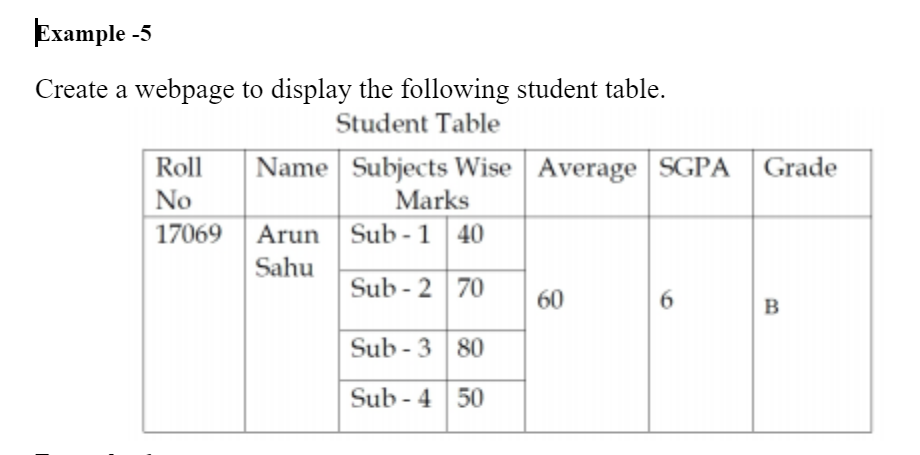 Example -5
Create a webpage to display the following student table.
Student Table
Roll No Name Subjects Wise Marks Average SGPA Grade
17069 Arun Sahu Sub - 1 40 60 6 B
Sub - 2 70
Sub - 3 80
Sub - 4 50